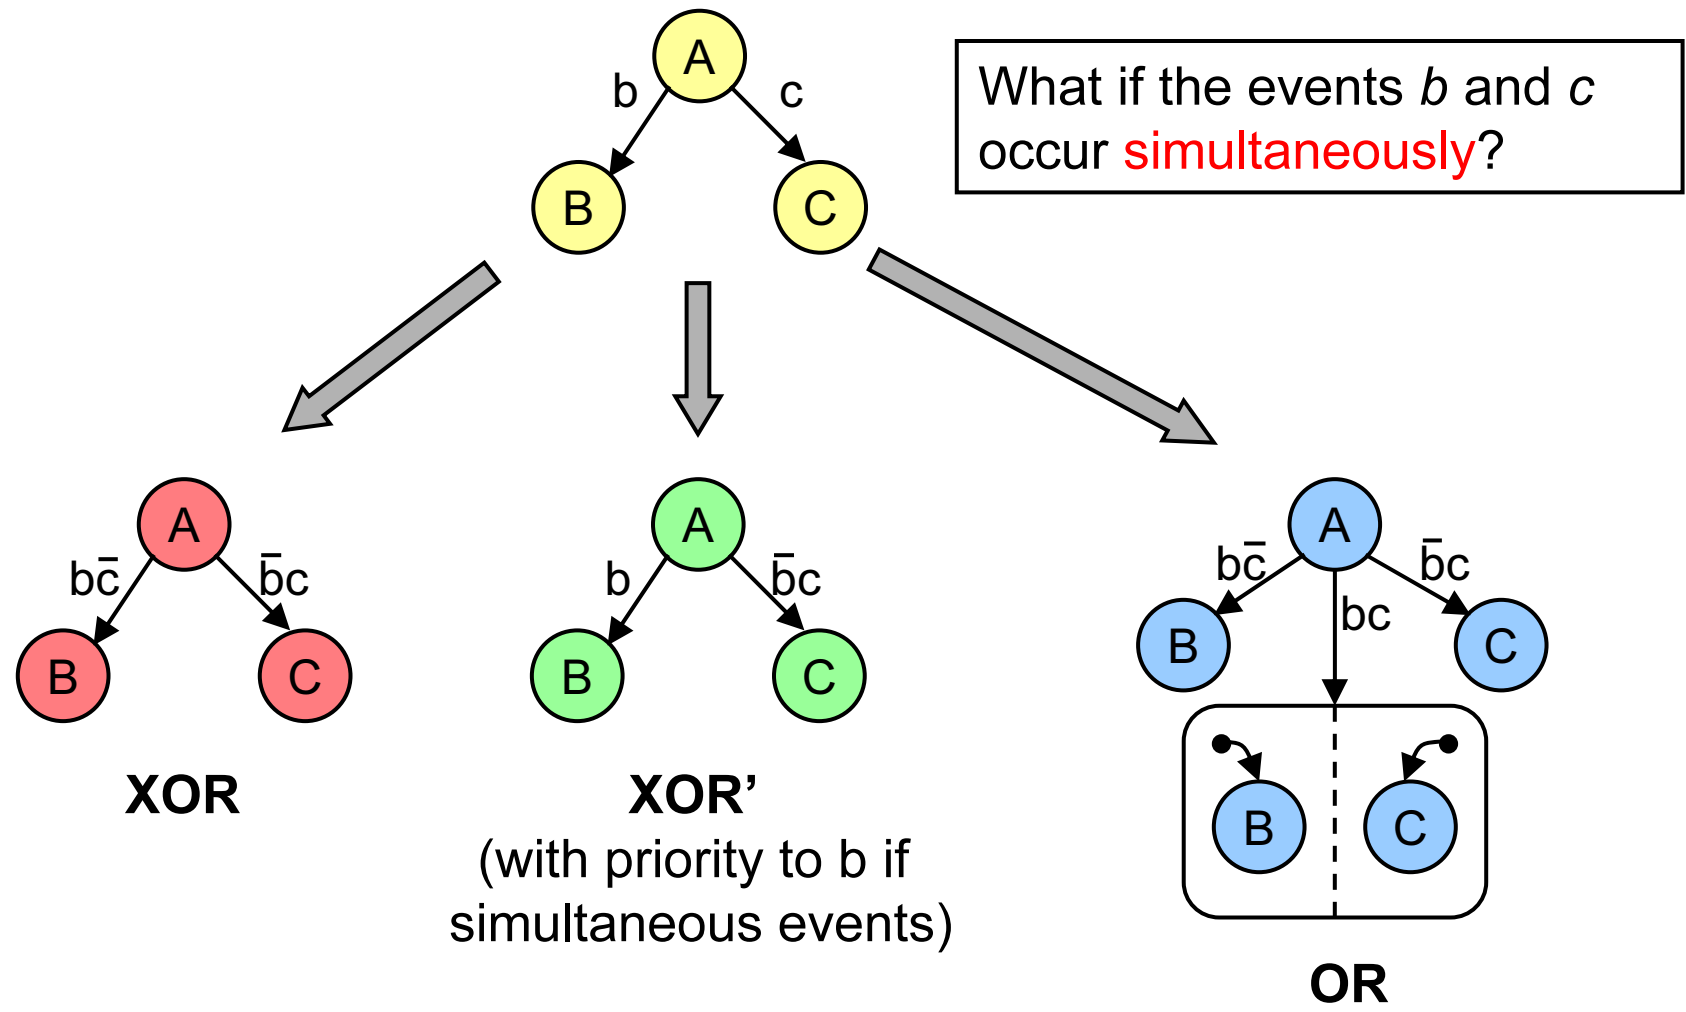 A
b
c
B
C
What if the events b and c
occur simultaneously?
A
bc̄
b̄c
B
C
XOR
A
b
b̄c
B
C
XOR’
(with priority to b if
simultaneous events)
A
bc̄
b̄c
bc
B
C
B
C
OR